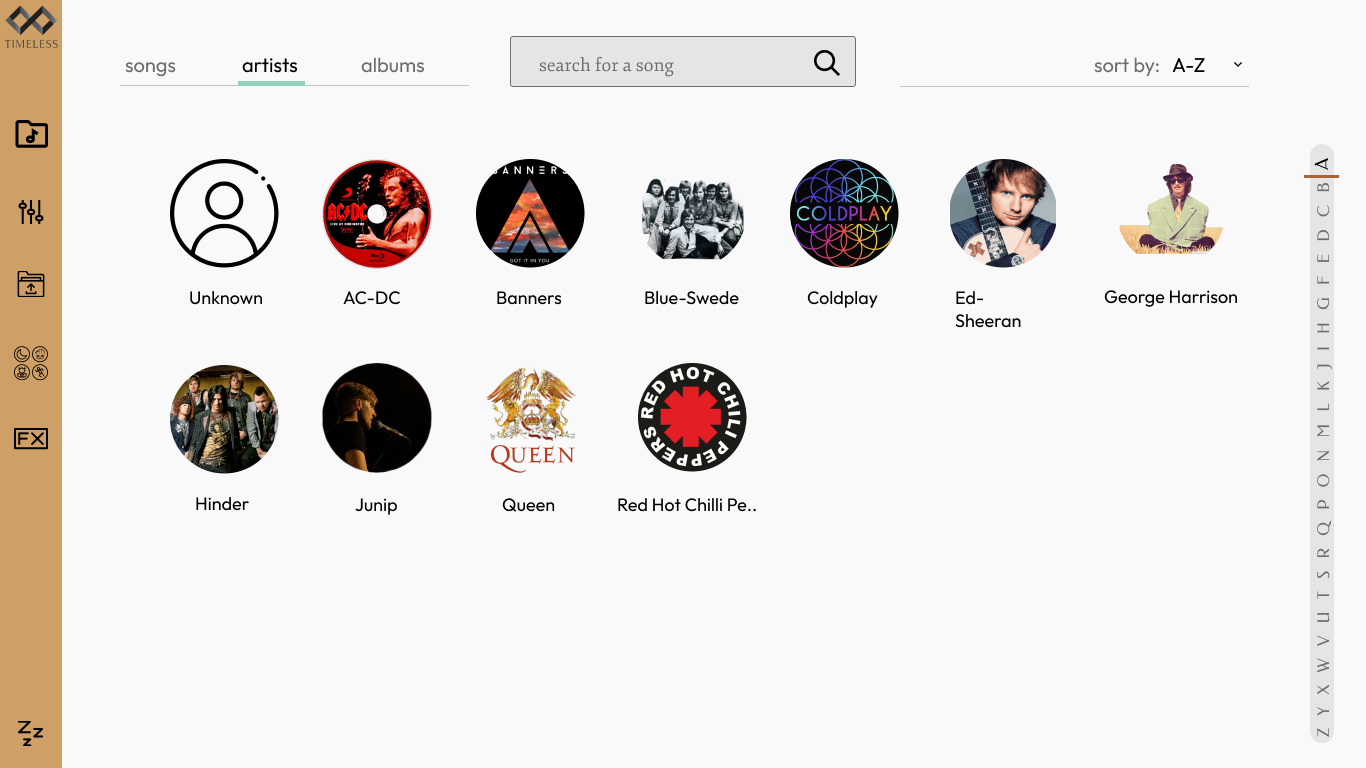 TIMELESS
songs
artists
albums
search for a song
sort by:
A-Z
Unknown
AC/DC
AC-DC
BANNERS
GOT IT IN YOU
Banners
Blue-Swede
COLDPLAY
Coldplay
Ed-
Sheeran
George Harrison
Hinder
Junip
QUEEN
Queen
RED HOT CHILI PEPPERS
Red Hot Chilli Pe..
FX
Z
Z
z
A
B
C
D
E
F
G
H
I
J
K
L
M
N
O
P
Q
R
S
T
U
V
W
X
Y
Z